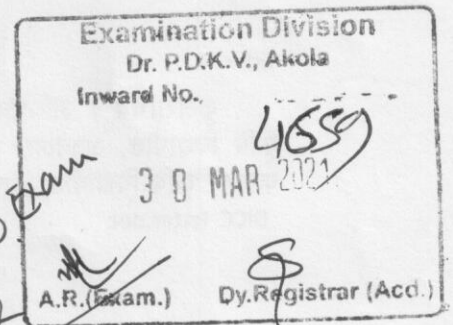 Examination Division
Dr. P.D.K.V., Akola
Inward No.
4659
30 MAR 2021
Exam
A.R.(Exam.) Dy.Registrar (Acd.)